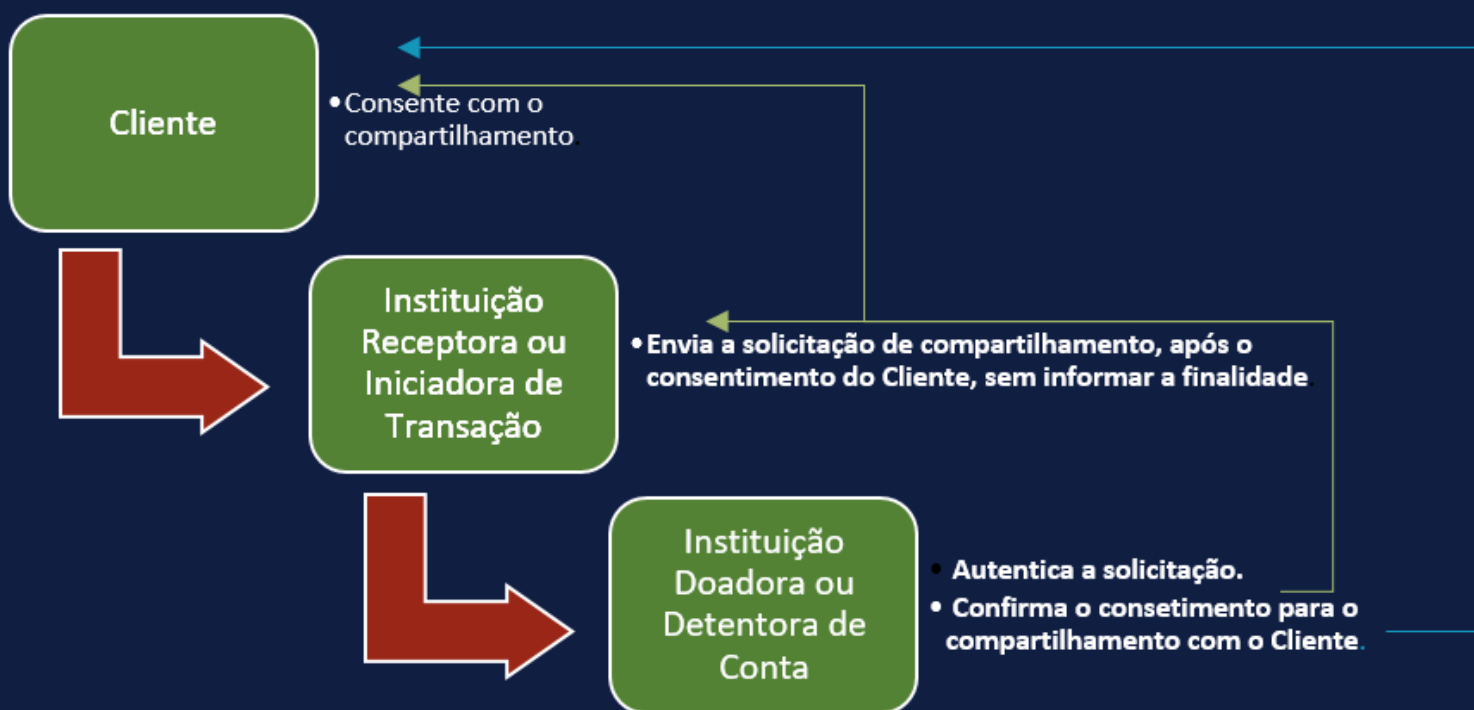 Cliente
•Consente com o
compartilhamento.
Instituição
Receptora ou
Iniciadora de
Transação
•Envia a solicitação de compartilhamento, após o
consentimento do Cliente, sem informar a finalidade.
Instituição
Doadora ou
Detentora de
Conta
• Autentica a solicitação.
• Confirma o consetimento para o
compartilhamento com o Cliente.